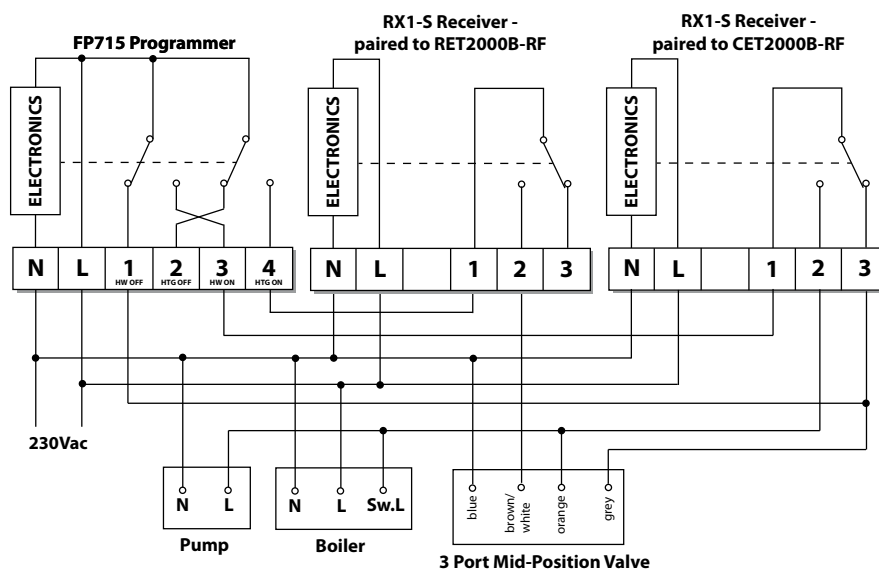 FP715 Programmer
RX1-S Receiver -
paired to RET2000B-RF
RX1-S Receiver -
paired to CET2000B-RF
ELECTRONICS
ELECTRONICS
ELECTRONICS
N L 1 2 3 4
HW OFF HTG OFF HW ON HTG ON
N L 1 2 3
N L 1 2 3
230Vac
N L
Pump
N L Sw.L
Boiler
blue
brown/
white
orange
grey
3 Port Mid-Position Valve